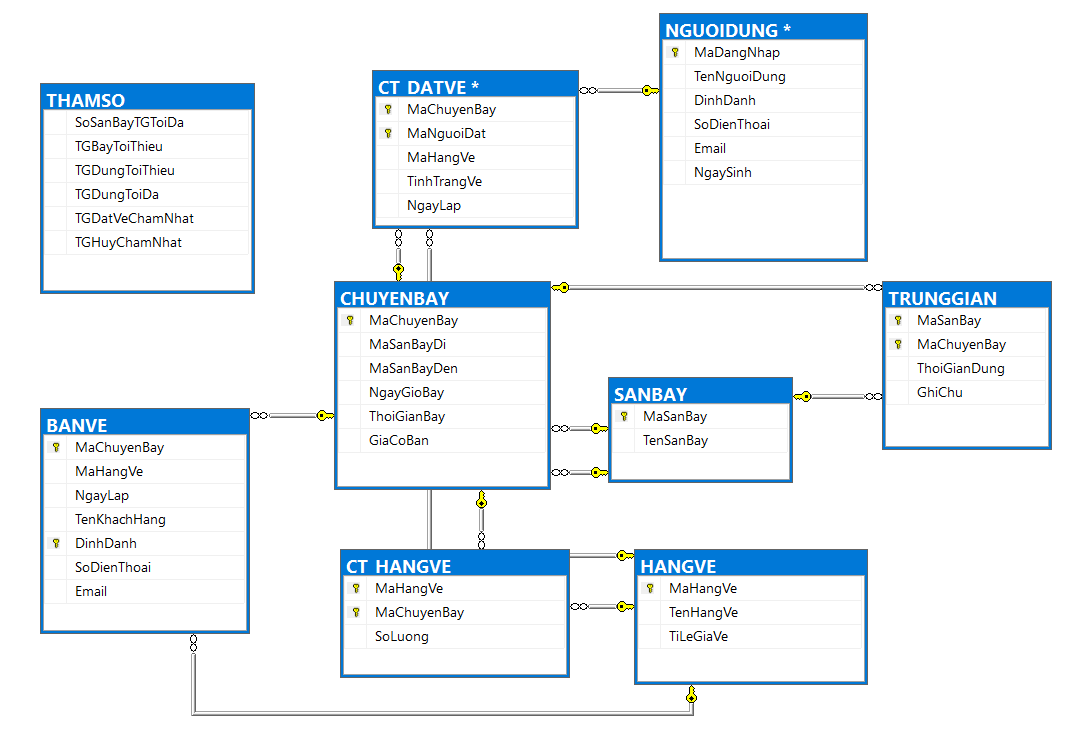 THAMSO
SoSanBayTGToiDa
TGBayToiThieu
TGDungToiThieu
TGDungToiDa
TGDatVeChamNhat
TGHuyChamNhat
CT_DATVE *
MaChuyenBay
MaNguoiDat
MaHangVe
TinhTrangVe
NgayLap
NGUOIDUNG *
MaDangNhap
TenNguoiDung
DinhDanh
SoDienThoai
Email
NgaySinh
CHUYENBAY
MaChuyenBay
MaSanBayDi
MaSanBayDen
NgayGioBay
ThoiGianBay
GiaCoBan
TRUNGGIAN
MaSanBay
MaChuyenBay
ThoiGianDung
GhiChu
SANBAY
MaSanBay
TenSanBay
BANVE
MaChuyenBay
MaHangVe
NgayLap
TenKhachHang
DinhDanh
SoDienThoai
Email
CT_HANGVE
MaHangVe
MaChuyenBay
SoLuong
HANGVE
MaHangVe
TenHangVe
TiLeGiaVe